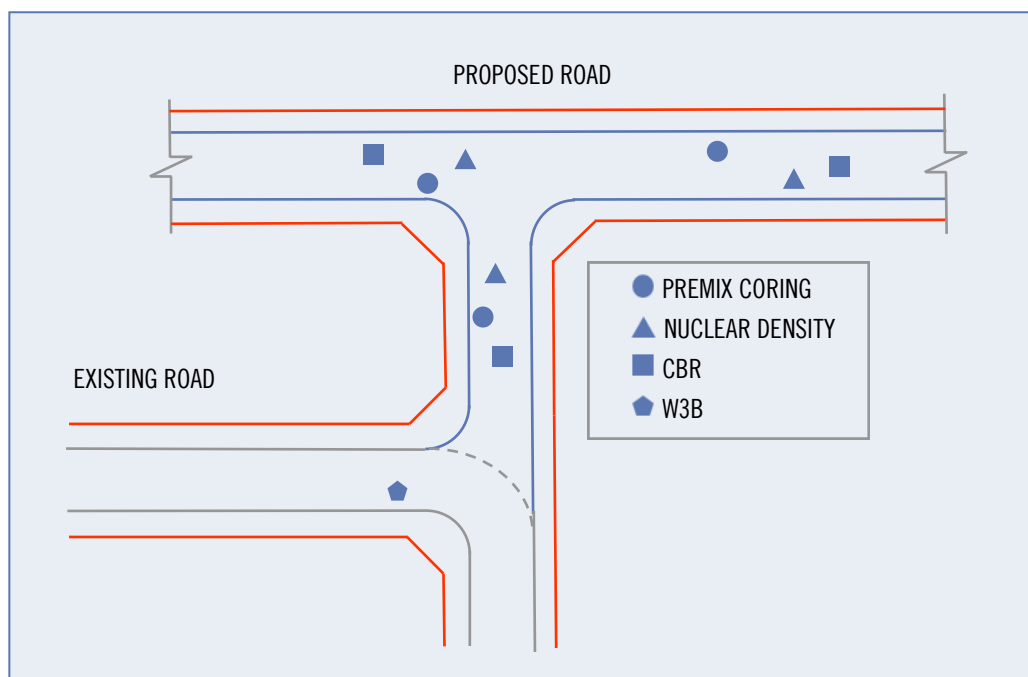 PROPOSED ROAD
PREMIX CORING
NUCLEAR DENSITY
CBR
W3B
EXISTING ROAD